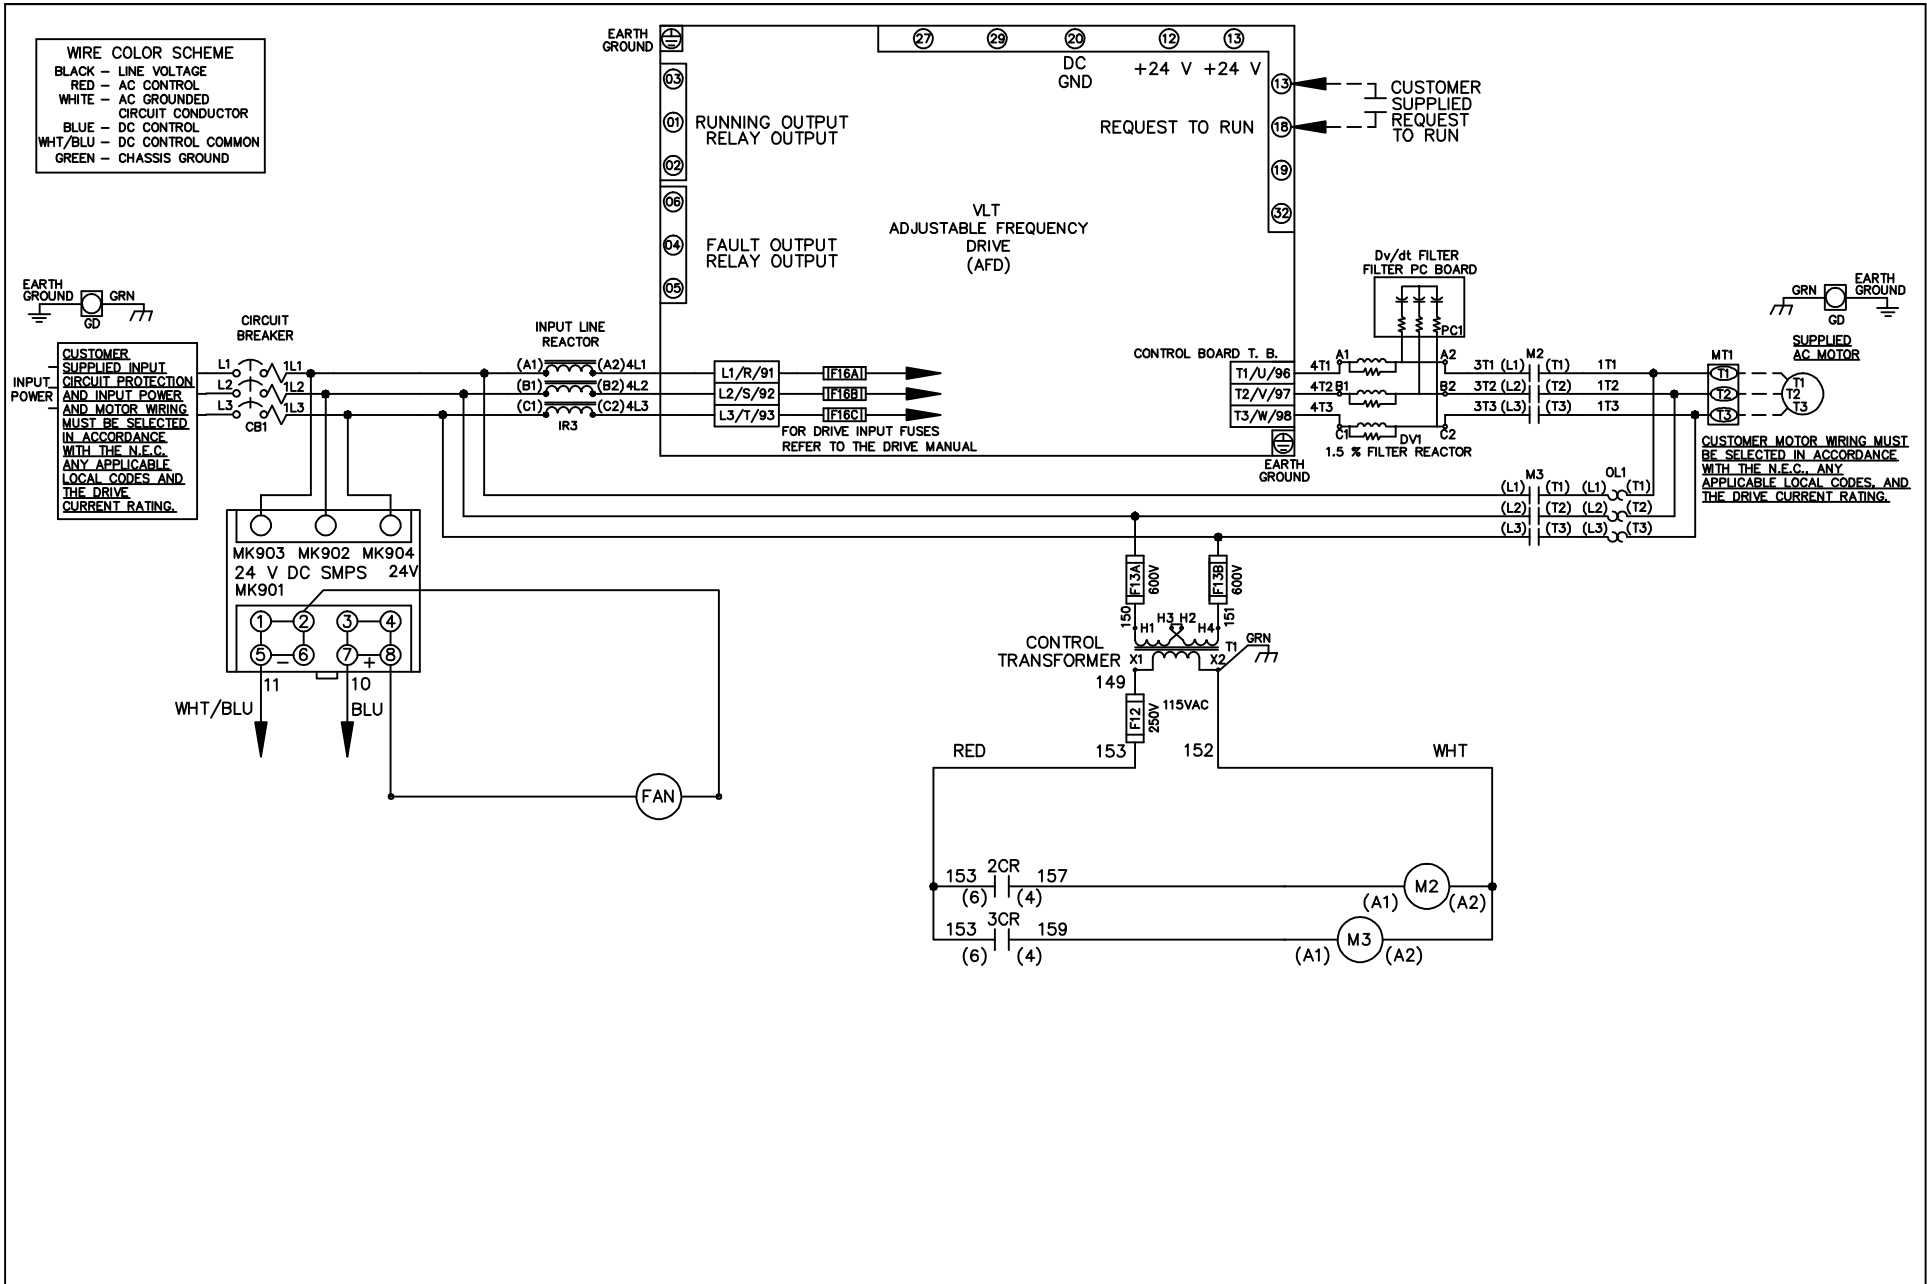 WIRE COLOR SCHEME
BLACK – LINE VOLTAGE
RED – AC CONTROL
WHITE – AC GROUNDED
CIRCUIT CONDUCTOR
BLUE – DC CONTROL
WHT/BLU – DC CONTROL COMMON
GREEN – CHASSIS GROUND
EARTH
GROUND
03
01
02
RUNNING OUTPUT
RELAY OUTPUT
06
04
05
FAULT OUTPUT
RELAY OUTPUT
27 29 20 12 13
DC
GND
+24 V +24 V
13
REQUEST TO RUN 18
19
32
CUSTOMER
SUPPLIED
REQUEST
TO RUN
VLT
ADJUSTABLE FREQUENCY
DRIVE
(AFD)
EARTH
GROUND
GRN
GD
INPUT
POWER
CUSTOMER
SUPPLIED INPUT
CIRCUIT PROTECTION
AND INPUT POWER
AND MOTOR WIRING
MUST BE SELECTED
IN ACCORDANCE
WITH THE N.E.C.
ANY APPLICABLE
LOCAL CODES AND
THE DRIVE
CURRENT RATING.
CIRCUIT
BREAKER
L1 1L1
L2 1L2
L3 1L3
CB1
INPUT LINE
REACTOR
(A1) (A2) 4L1
(B1) (B2) 4L2
(C1) (C2) 4L3
IR3
L1/R/91 F16A
L2/S/92 F16B
L3/T/93 F16C
FOR DRIVE INPUT FUSES
REFER TO THE DRIVE MANUAL
CONTROL BOARD T. B.
T1/U/96
T2/V/97
T3/W/98
EARTH
GROUND
Dv/dt FILTER
FILTER PC BOARD
PC1
4T1 A1 A2
4T2 B1 B2
4T3 C1 C2
DV1
1.5 % FILTER REACTOR
M2
3T1 (L1) (T1) 1T1
3T2 (L2) (T2) 1T2
3T3 (L3) (T3) 1T3
MT1
T1
T2
T3
GRN
EARTH
GROUND
GD
SUPPLIED
AC MOTOR
T1
T2
T3
CUSTOMER MOTOR WIRING MUST
BE SELECTED IN ACCORDANCE
WITH THE N.E.C., ANY
APPLICABLE LOCAL CODES, AND
THE DRIVE CURRENT RATING.
M3 OL1
(L1) (T1) (L1) (T1)
(L2) (T2) (L2) (T2)
(L3) (T3) (L3) (T3)
MK903 MK902 MK904
24 V DC SMPS 24V
MK901
1 2 3 4
5 – 6 7 + 8
11 10
WHT/BLU BLU
FAN
F13A
600V
F13B
600V
150
151
H1 H3 H2 H4
CONTROL
TRANSFORMER
X1 X2
T1
GRN
149
F12
250V
115VAC
RED 153 152 WHT
2CR
153 157
(6) (4)
M2
(A1) (A2)
3CR
153 159
(6) (4)
M3
(A1) (A2)